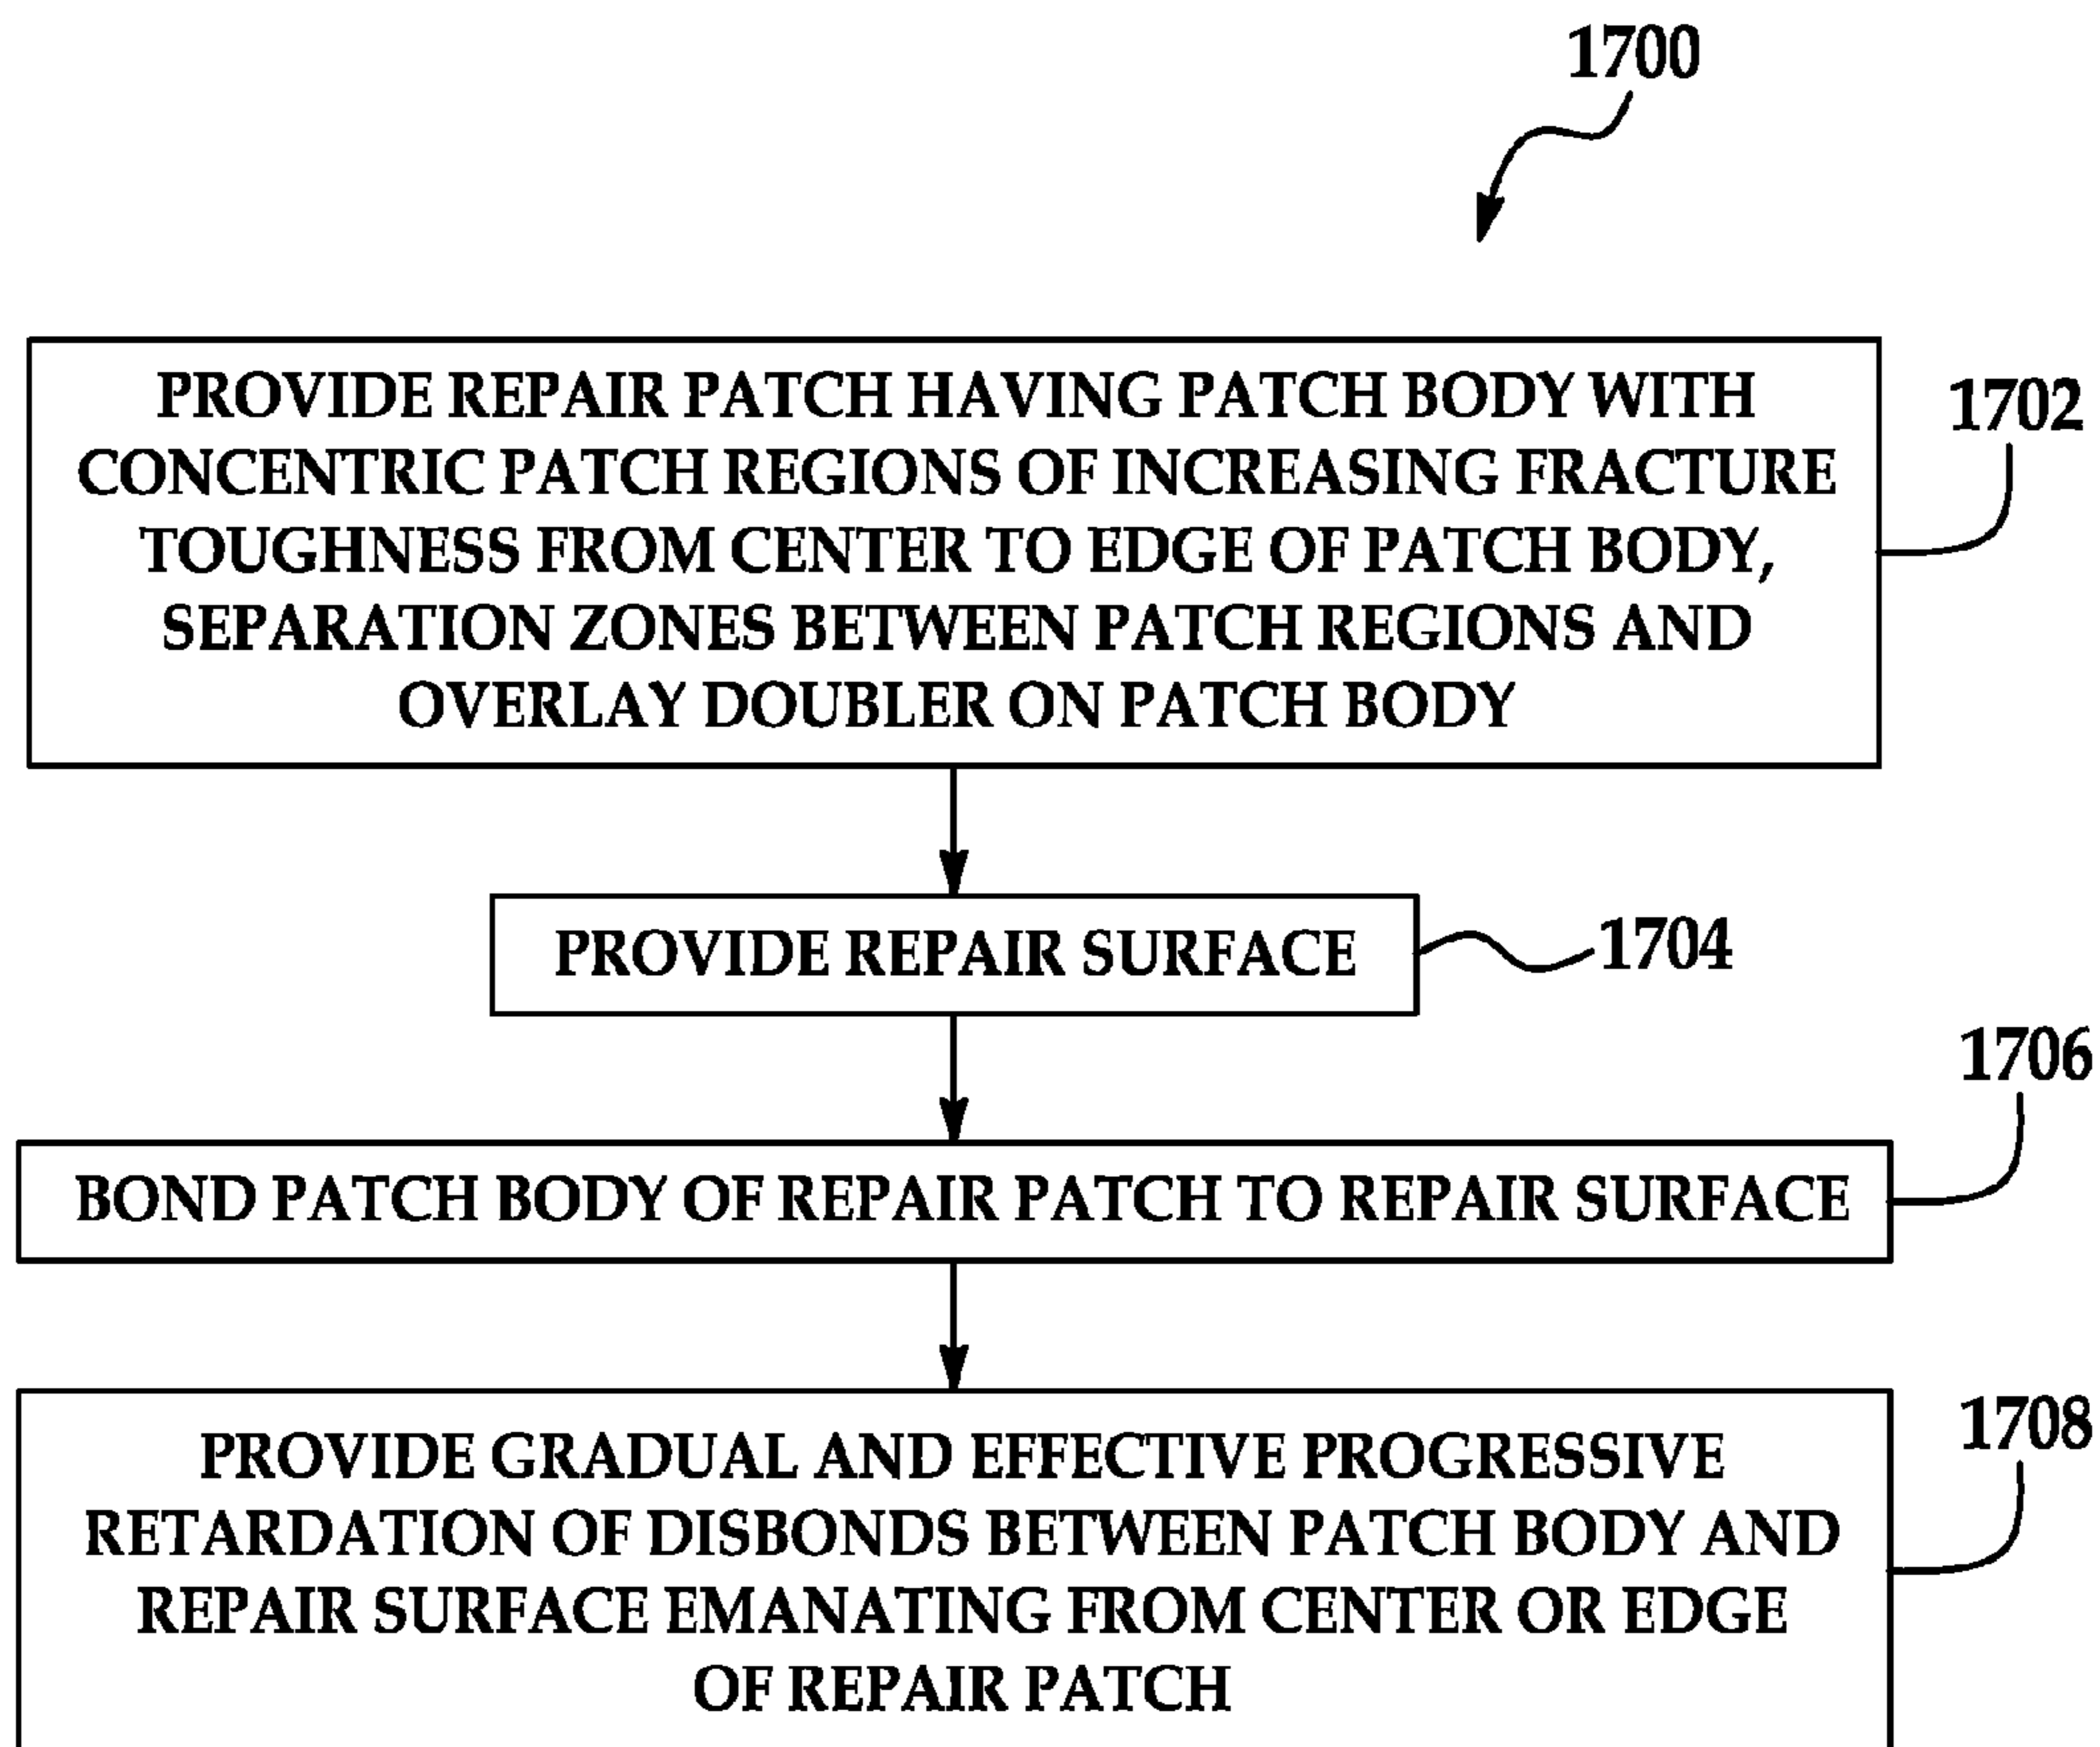 1700
PROVIDE REPAIR PATCH HAVING PATCH BODY WITH
CONCENTRIC PATCH REGIONS OF INCREASING FRACTURE
TOUGHNESS FROM CENTER TO EDGE OF PATCH BODY,
SEPARATION ZONES BETWEEN PATCH REGIONS AND
OVERLAY DOUBLER ON PATCH BODY
1702
PROVIDE REPAIR SURFACE
1704
BOND PATCH BODY OF REPAIR PATCH TO REPAIR SURFACE
1706
PROVIDE GRADUAL AND EFFECTIVE PROGRESSIVE
RETARDATION OF DISBONDS BETWEEN PATCH BODY AND
REPAIR SURFACE EMANATING FROM CENTER OR EDGE
OF REPAIR PATCH
1708